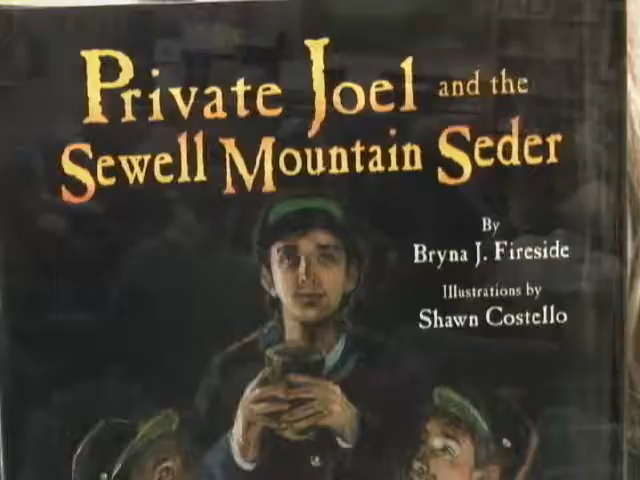 Private Joel and the
Sewell Mountain Seder
By
Bryna J. Fireside
Illustrations by
Shawn Costello